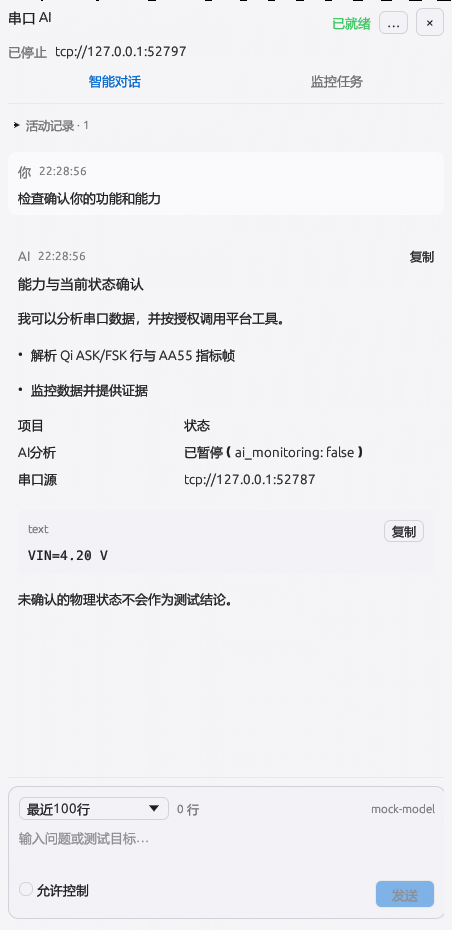 串口 AI
已就绪
…
×
已停止 tcp://127.0.0.1:52797
智能对话
监控任务
活动记录 · 1
你 22:28:56
检查确认你的功能和能力
AI 22:28:56
复制
能力与当前状态确认
我可以分析串口数据，并按授权调用平台工具。
• 解析 Qi ASK/FSK 行与 AA55 指标帧
• 监控数据并提供证据
项目 状态
AI分析 已暂停（ai_monitoring: false）
串口源 tcp://127.0.0.1:52787
text
复制
VIN=4.20 V
未确认的物理状态不会作为测试结论。
最近100行
0 行
mock-model
输入问题或测试目标…
允许控制
发送